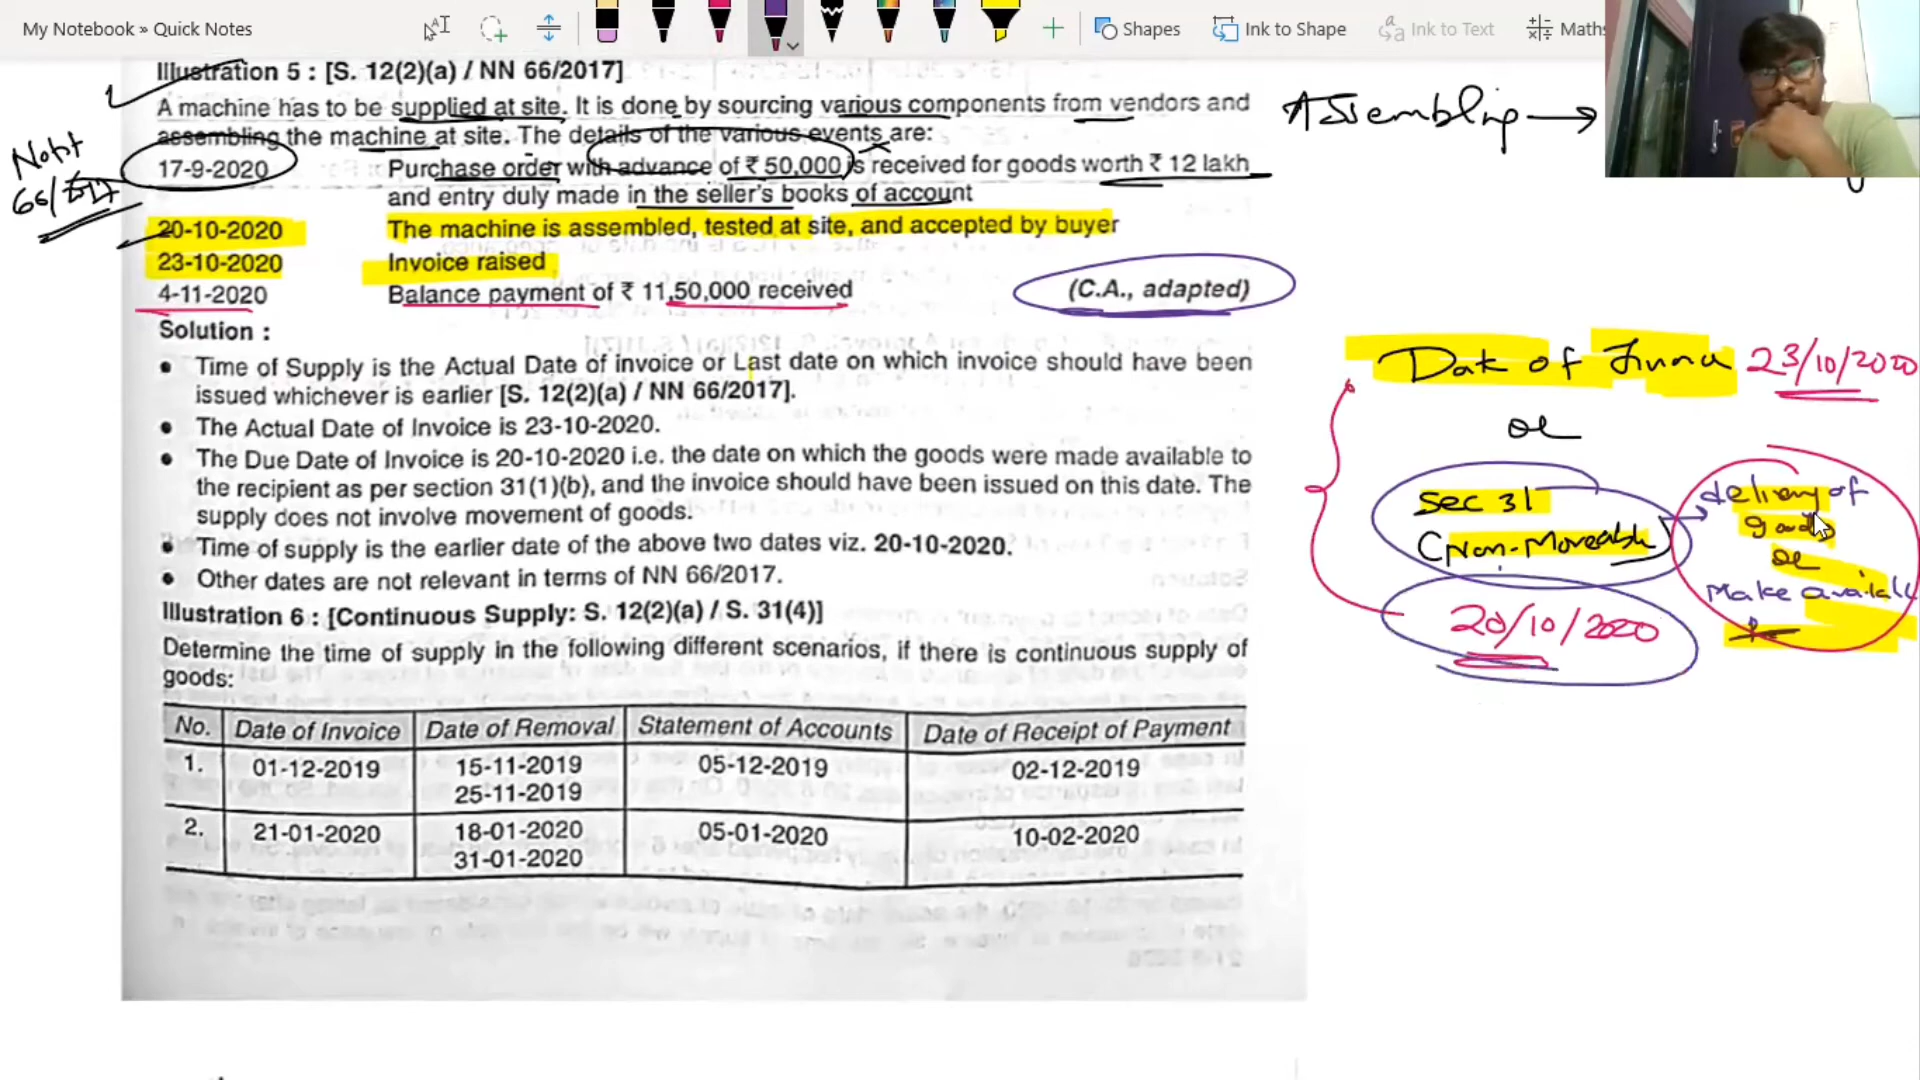 My Notebook » Quick Notes
Shapes
Ink to Shape
Ink to Text
Maths
Illustration 5 : [S. 12(2)(a) / NN 66/2017]
A machine has to be supplied at site. It is done by sourcing various components from vendors and
assembling the machine at site. The details of the various events are:
17-9-2020 Purchase order with advance of ₹ 50,000 is received for goods worth ₹ 12 lakh
and entry duly made in the seller's books of account
20-10-2020 The machine is assembled, tested at site, and accepted by buyer
23-10-2020 Invoice raised
4-11-2020 Balance payment of ₹ 11,50,000 received (C.A., adapted)
Solution :
• Time of Supply is the Actual Date of invoice or Last date on which invoice should have been
issued whichever is earlier [S. 12(2)(a) / NN 66/2017].
• The Actual Date of Invoice is 23-10-2020.
• The Due Date of Invoice is 20-10-2020 i.e. the date on which the goods were made available to
the recipient as per section 31(1)(b), and the invoice should have been issued on this date. The
supply does not involve movement of goods.
• Time of supply is the earlier date of the above two dates viz. 20-10-2020.
• Other dates are not relevant in terms of NN 66/2017.
Illustration 6 : [Continuous Supply: S. 12(2)(a) / S. 31(4)]
Determine the time of supply in the following different scenarios, if there is continuous supply of
goods:
No. Date of Invoice Date of Removal Statement of Accounts Date of Receipt of Payment
1. 01-12-2019 15-11-2019 05-12-2019 02-12-2019
25-11-2019
2. 21-01-2020 18-01-2020 05-01-2020 10-02-2020
31-01-2020
Assembling →
Date of 23/10/2020
or
Sec 31
(Non-Moveable)
20/10/2020
delivery of
goods
or
Make